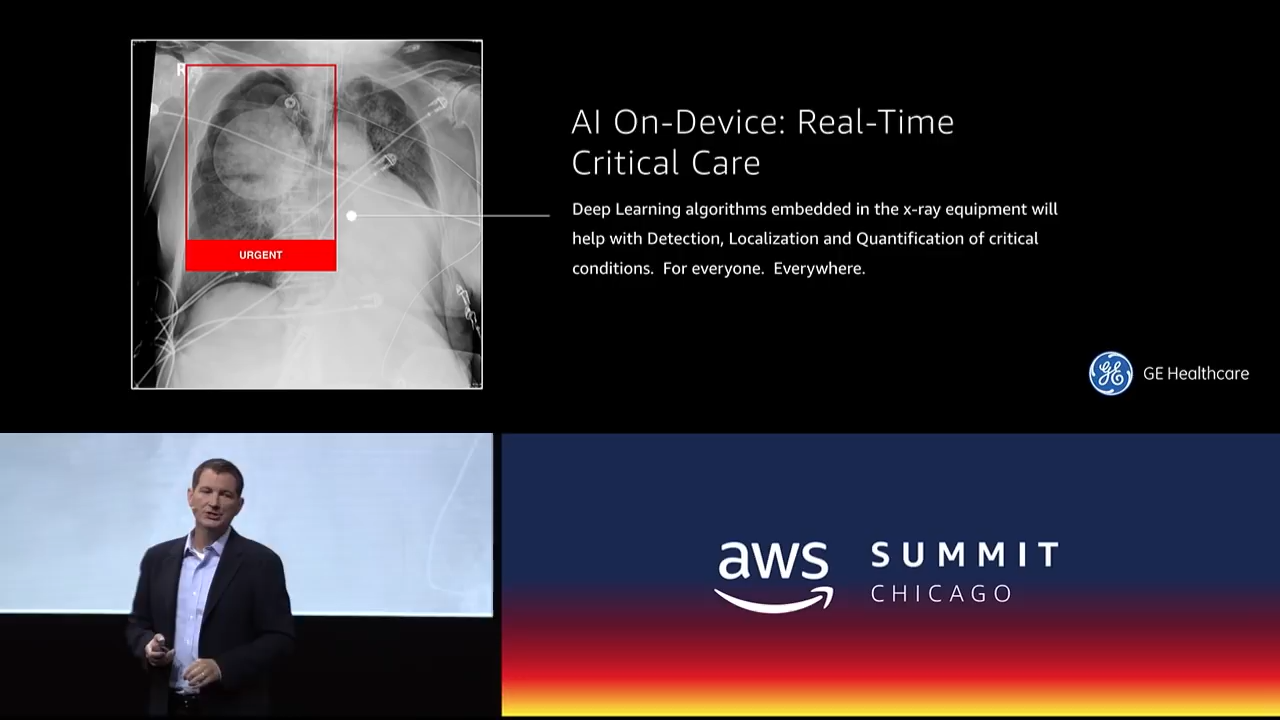 R
AI On-Device: Real-Time
Critical Care
Deep Learning algorithms embedded in the x-ray equipment will
help with Detection, Localization and Quantification of critical
conditions.  For everyone.  Everywhere.
URGENT
GE Healthcare
aws SUMMIT
CHICAGO